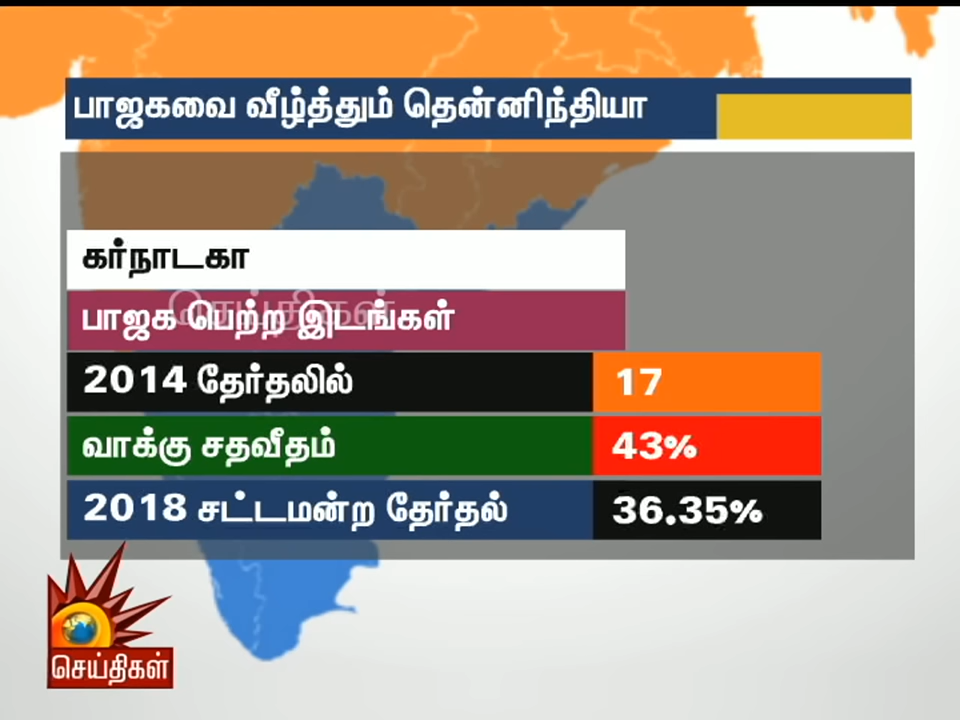 பாஜகவை வீழ்த்தும் தென்னிந்தியா
கர்நாடகா
செய்திகள்
பாஜக பெற்ற இடங்கள்
2014 தேர்தலில் 17
வாக்கு சதவீதம் 43%
2018 சட்டமன்ற தேர்தல் 36.35%
செய்திகள்